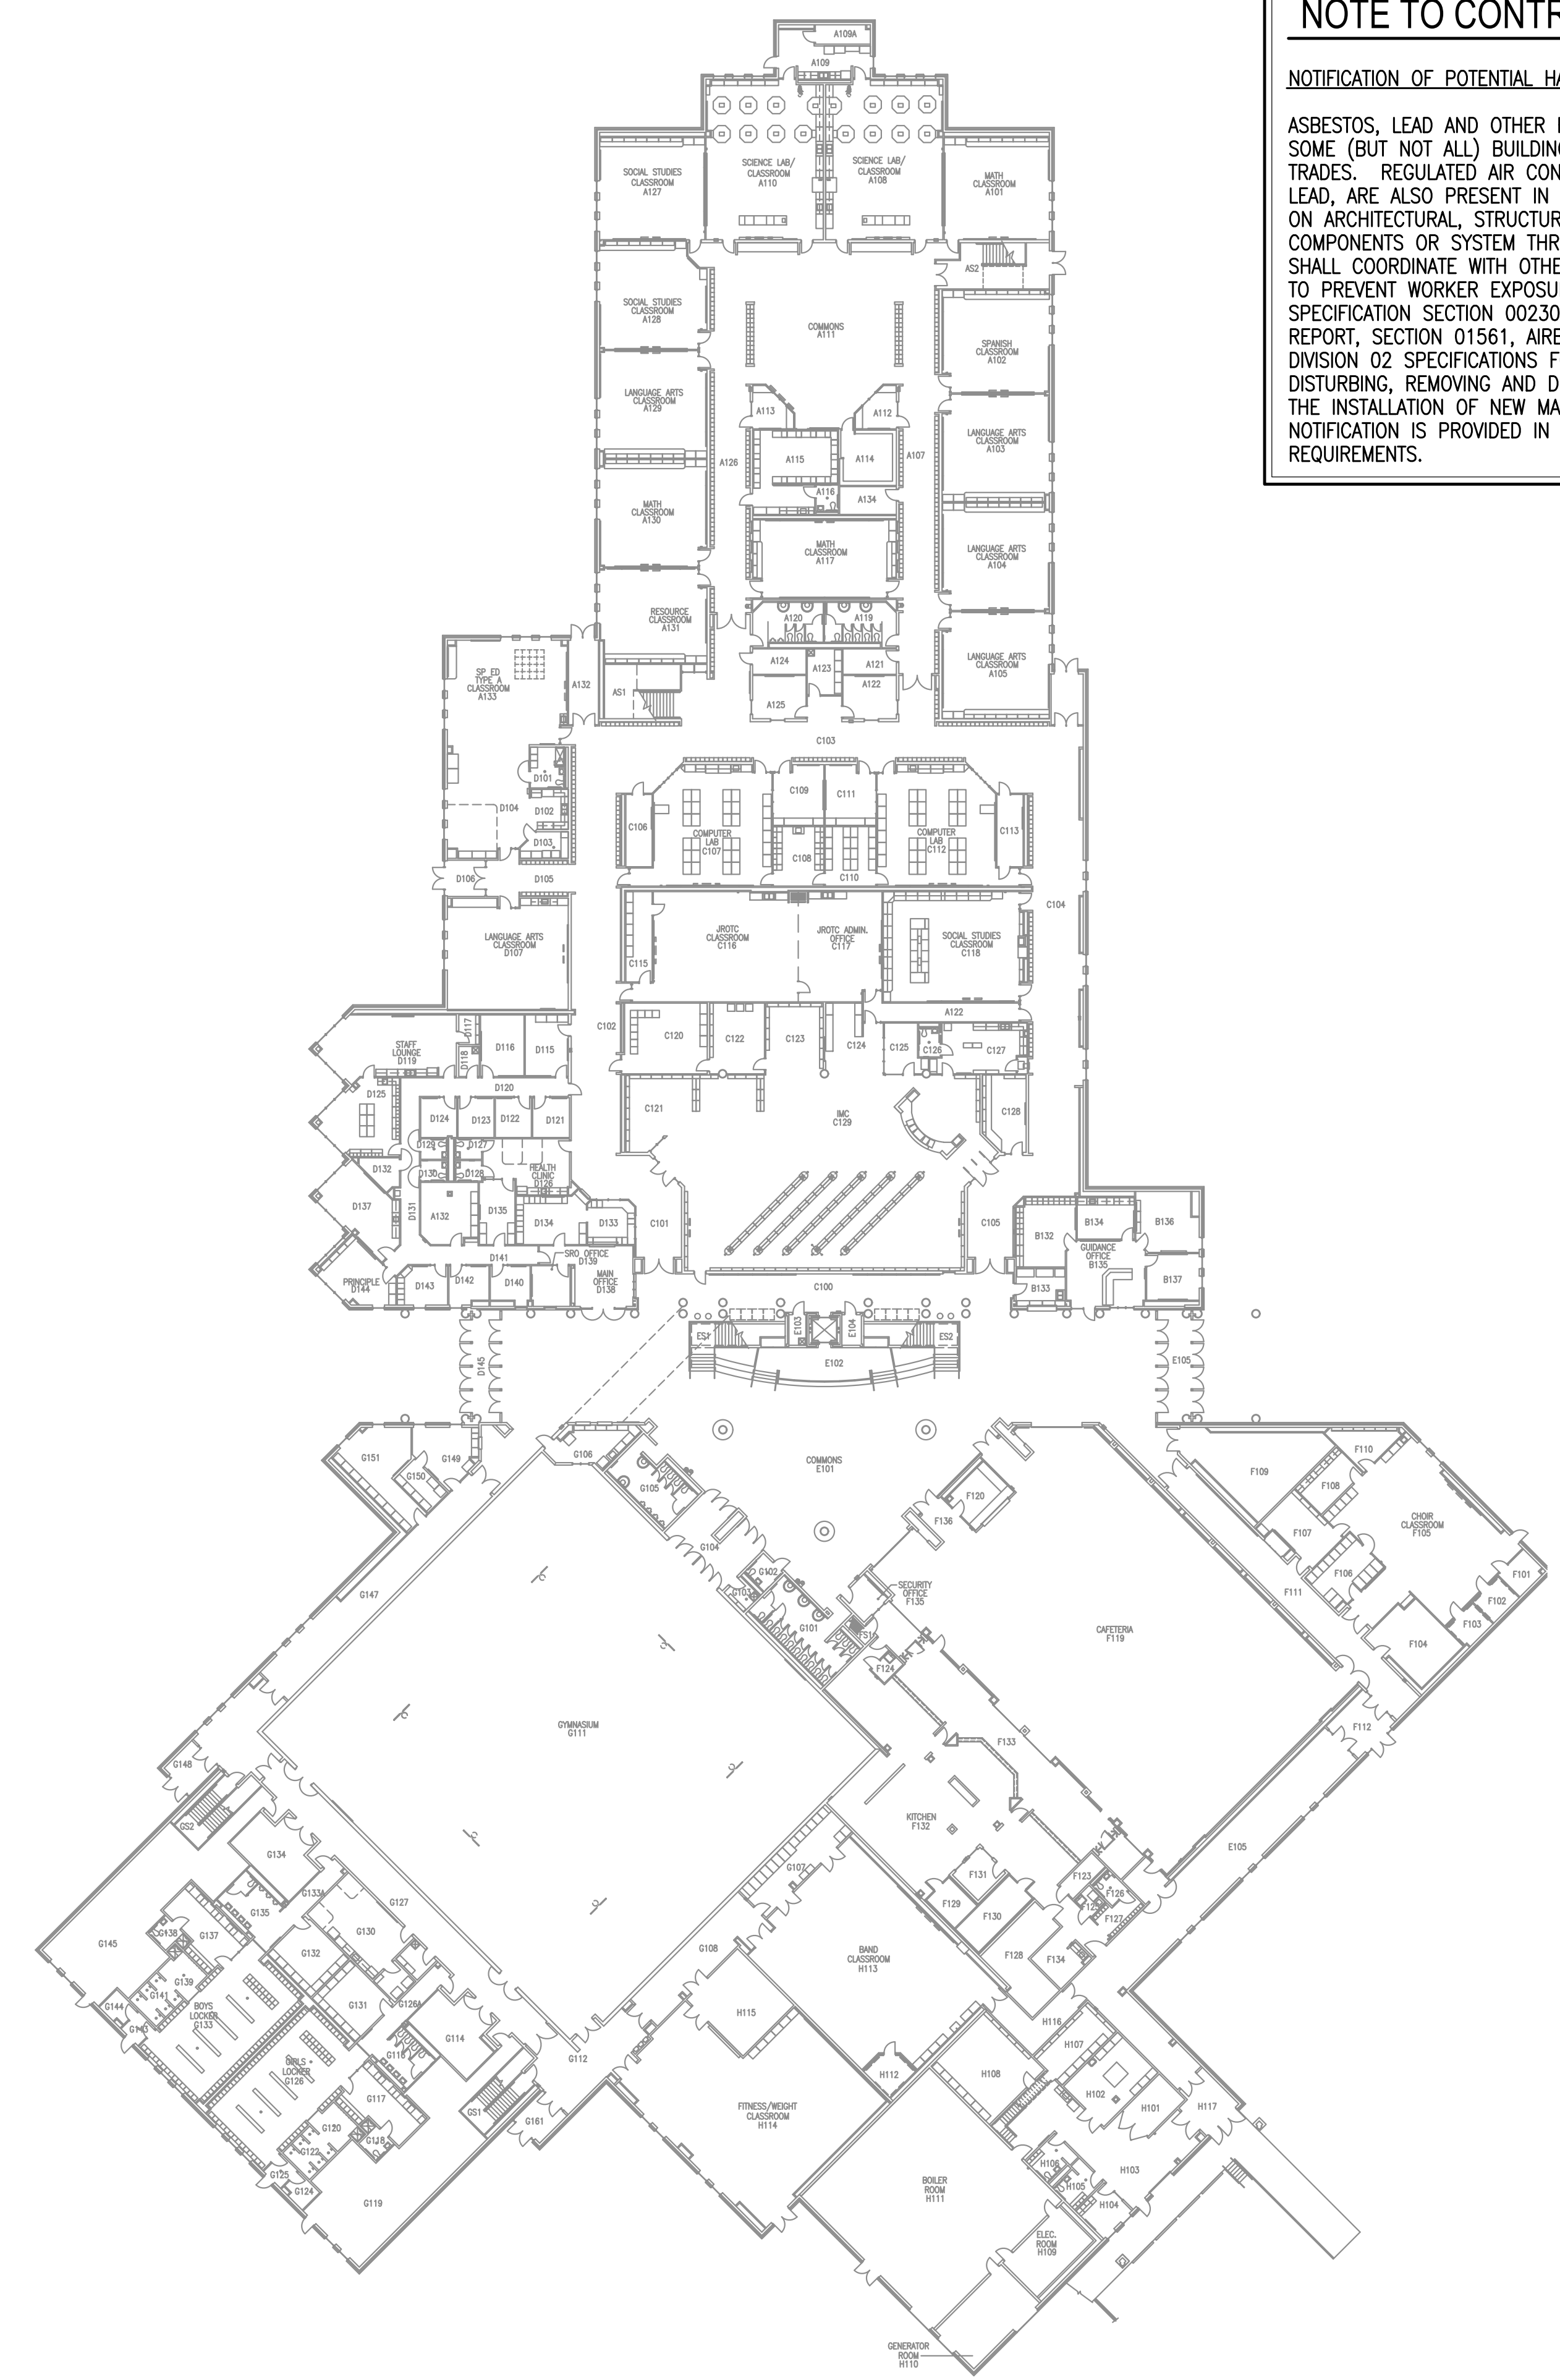 NOTE TO CONTR
NOTIFICATION OF POTENTIAL HA
ASBESTOS, LEAD AND OTHER
SOME (BUT NOT ALL) BUILDING
TRADES. REGULATED AIR CON
LEAD, ARE ALSO PRESENT IN
ON ARCHITECTURAL, STRUCTUR
COMPONENTS OR SYSTEM THR
SHALL COORDINATE WITH OTHE
TO PREVENT WORKER EXPOSU
SPECIFICATION SECTION 00230
REPORT, SECTION 01561, AIRB
DIVISION 02 SPECIFICATIONS F
DISTURBING, REMOVING AND D
THE INSTALLATION OF NEW MA
NOTIFICATION IS PROVIDED IN
REQUIREMENTS.
A109A
A109
SCIENCE LAB/
CLASSROOM
A110
SCIENCE LAB/
CLASSROOM
A108
SOCIAL STUDIES
CLASSROOM
A127
MATH
CLASSROOM
A101
AS2
SOCIAL STUDIES
CLASSROOM
A128
COMMONS
A111
SPANISH
CLASSROOM
A102
LANGUAGE ARTS
CLASSROOM
A129
A113
A112
LANGUAGE ARTS
CLASSROOM
A103
A126
A115
A114
A107
A116
A134
MATH
CLASSROOM
A130
MATH
CLASSROOM
A117
LANGUAGE ARTS
CLASSROOM
A104
RESOURCE
CLASSROOM
A131
A120
A119
LANGUAGE ARTS
CLASSROOM
A105
A124
A123
A121
A122
A125
SP ED
TYPE A
CLASSROOM
A133
A132
AS1
C103
D101
D104
D102
D103
C109
C111
C106
COMPUTER
LAB
C107
C108
C110
COMPUTER
LAB
C112
C113
D106
D105
C104
LANGUAGE ARTS
CLASSROOM
D107
JROTC
CLASSROOM
C116
JROTC ADMIN.
OFFICE
C117
SOCIAL STUDIES
CLASSROOM
C118
C115
A122
C102
C120
C122
C123
C124
C125
C126
C127
STAFF
LOUNGE
D119
D117
D118
D116
D115
D120
D125
D124
D123
D122
D121
C121
IMC
C129
C128
D129
D127
D130
D128
HEALTH
CLINIC
D126
D132
D137
D131
A132
D135
D134
D133
C101
C105
B132
B134
B136
GUIDANCE
OFFICE
B135
B133
B137
D141
SRO OFFICE
D139
PRINCIPLE
D144
D143
D142
D140
MAIN
OFFICE
D138
C100
ES1
E103
E104
ES2
E102
D145
E105
G151
G150
G149
G106
G105
COMMONS
E101
F120
F136
F109
F110
F108
CHOIR
CLASSROOM
F105
F107
F106
F101
F102
F103
F104
F111
G104
G102
G103
G101
SECURITY
OFFICE
F135
FS1
F124
CAFETERIA
F119
G147
GYMNASIUM
G111
F133
F112
G148
GS2
KITCHEN
F132
E105
G134
G107
F131
F129
F130
F123
F126
F125
F127
G133A
G127
G135
G130
G138
G137
G132
G145
G108
BAND
CLASSROOM
H113
F128
F134
G139
G141
G144
G143
BOYS
LOCKER
G133
G131
G126A
G114
H115
H116
H107
G116
GIRLS
LOCKER
G126
G112
H112
H108
H102
H101
H117
G117
GS1
G161
FITNESS/WEIGHT
CLASSROOM
H114
G120
G118
G122
G125
G124
G119
BOILER
ROOM
H111
H106
H105
H103
H104
ELEC.
ROOM
H109
GENERATOR
ROOM
H110